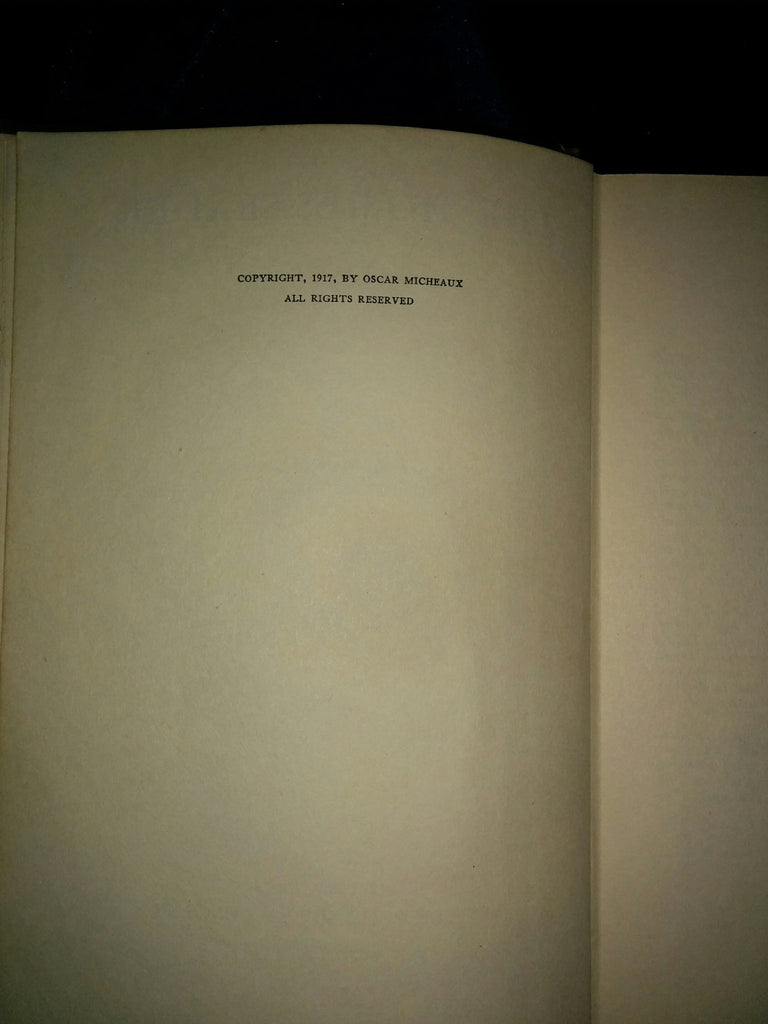 COPYRIGHT, 1917, BY OSCAR MICHEAUX
ALL RIGHTS RESERVED